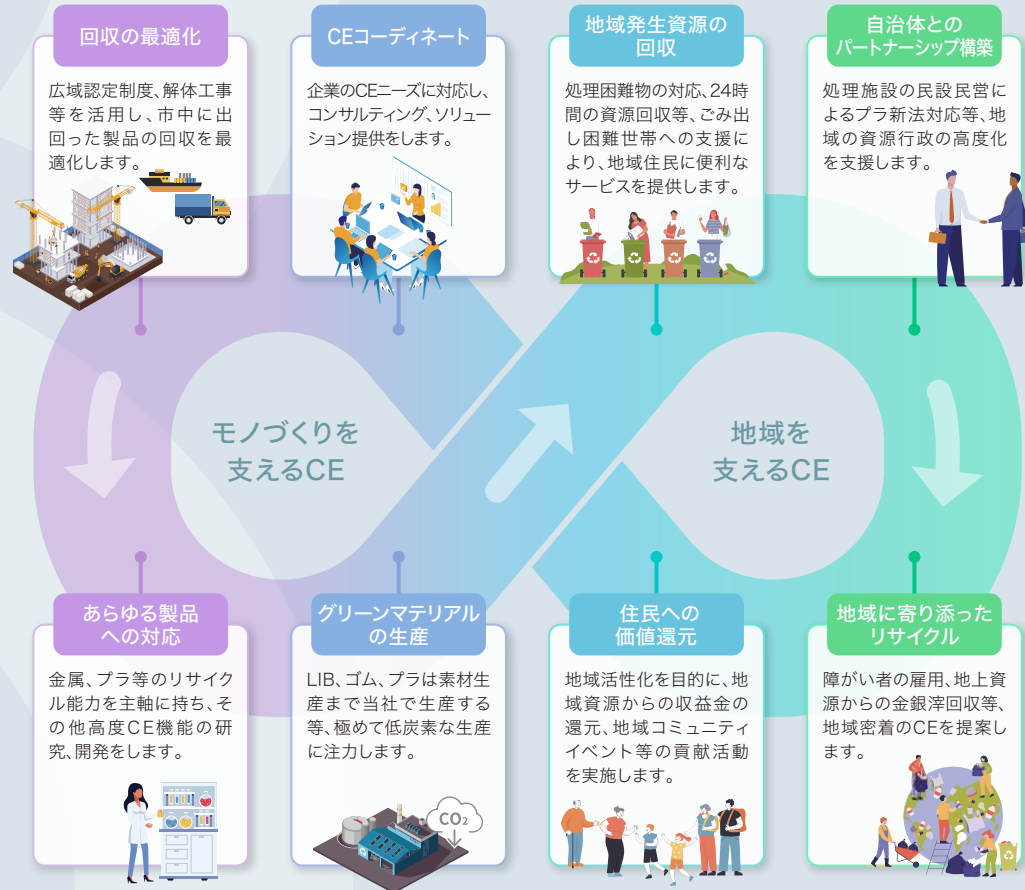 回収の最適化
広域認定制度、解体工事
等を活用し、市中に出
回った製品の回収を最
適化します。
CEコーディネート
企業のCEニーズに対応し、
コンサルティング、ソリュー
ション提供をします。
地域発生資源の
回収
処理困難物の対応、24時
間の資源回収等、ごみ出
し困難世帯への支援に
より、地域住民に便利な
サービスを提供します。
自治体との
パートナーシップ構築
処理施設の民設民営に
よるプラ新法対応等、地
域の資源行政の高度化
を支援します。
モノづくりを
支えるCE
地域を
支えるCE
あらゆる製品
への対応
金属、プラ等のリサイク
ル能力を主軸に持ち、そ
の他高度CE機能の研
究、開発をします。
グリーンマテリアル
の生産
LIB、ゴム、プラは素材生
産まで当社で生産する
等、極めて低炭素な生産
に注力します。
CO₂
住民への
価値還元
地域活性化を目的に、地
域資源からの収益金の
還元、地域コミュニティ
イベント等の貢献活動
を実施します。
地域に寄り添った
リサイクル
障がい者の雇用、地上資
源からの金銀滓回収等、
地域密着のCEを提案し
ます。